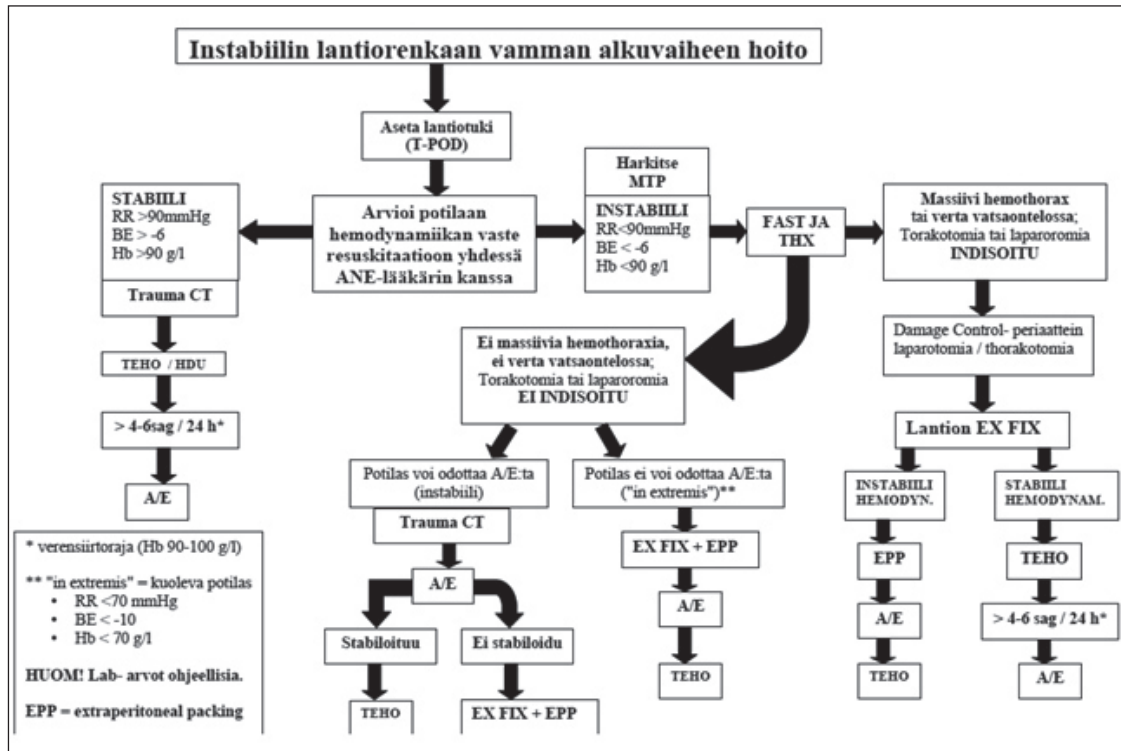 Instabiilin lantiorenkaan vamman alkuvaiheen hoito
Aseta lantiotuki
(T-POD)
Arvioi potilaan
hemodynamiikan vaste
resuskitaatioon yhdessä
ANE-lääkärin kanssa
STABIILI
RR >90mmHg
BE > -6
Hb >90 g/l
Trauma CT
TEHO / HDU
> 4-6sag / 24 h*
A/E
* verensiirtoraja (Hb 90-100 g/l)
** "in extremis" = kuoleva potilas
• RR <70 mmHg
• BE < -10
• Hb < 70 g/l
HUOM! Lab- arvot ohjeellisia.
EPP = extraperitoneal packing
Harkitse
MTP
INSTABIILI
RR<90mmHg
BE < -6
Hb <90 g/l
FAST JA
THX
Ei massiivia hemothoraxia,
ei verta vatsaontelossa;
Torakotomia tai laparoromia
EI INDISOITU
Potilas voi odottaa A/E:ta
(instabiili)
Trauma CT
A/E
Stabiloituu
TEHO
Ei stabiloidu
EX FIX + EPP
Potilas ei voi odottaa A/E:ta
("in extremis")**
EX FIX + EPP
A/E
TEHO
Massiivi hemothorax
tai verta vatsaontelossa;
Torakotomia tai laparoromia
INDISOITU
Damage Control- periaattein
laparotomia / thorakotomia
Lantion EX FIX
INSTABIILI
HEMODYN.
EPP
A/E
TEHO
STABIILI
HEMODYNAM.
TEHO
> 4-6 sag / 24 h*
A/E